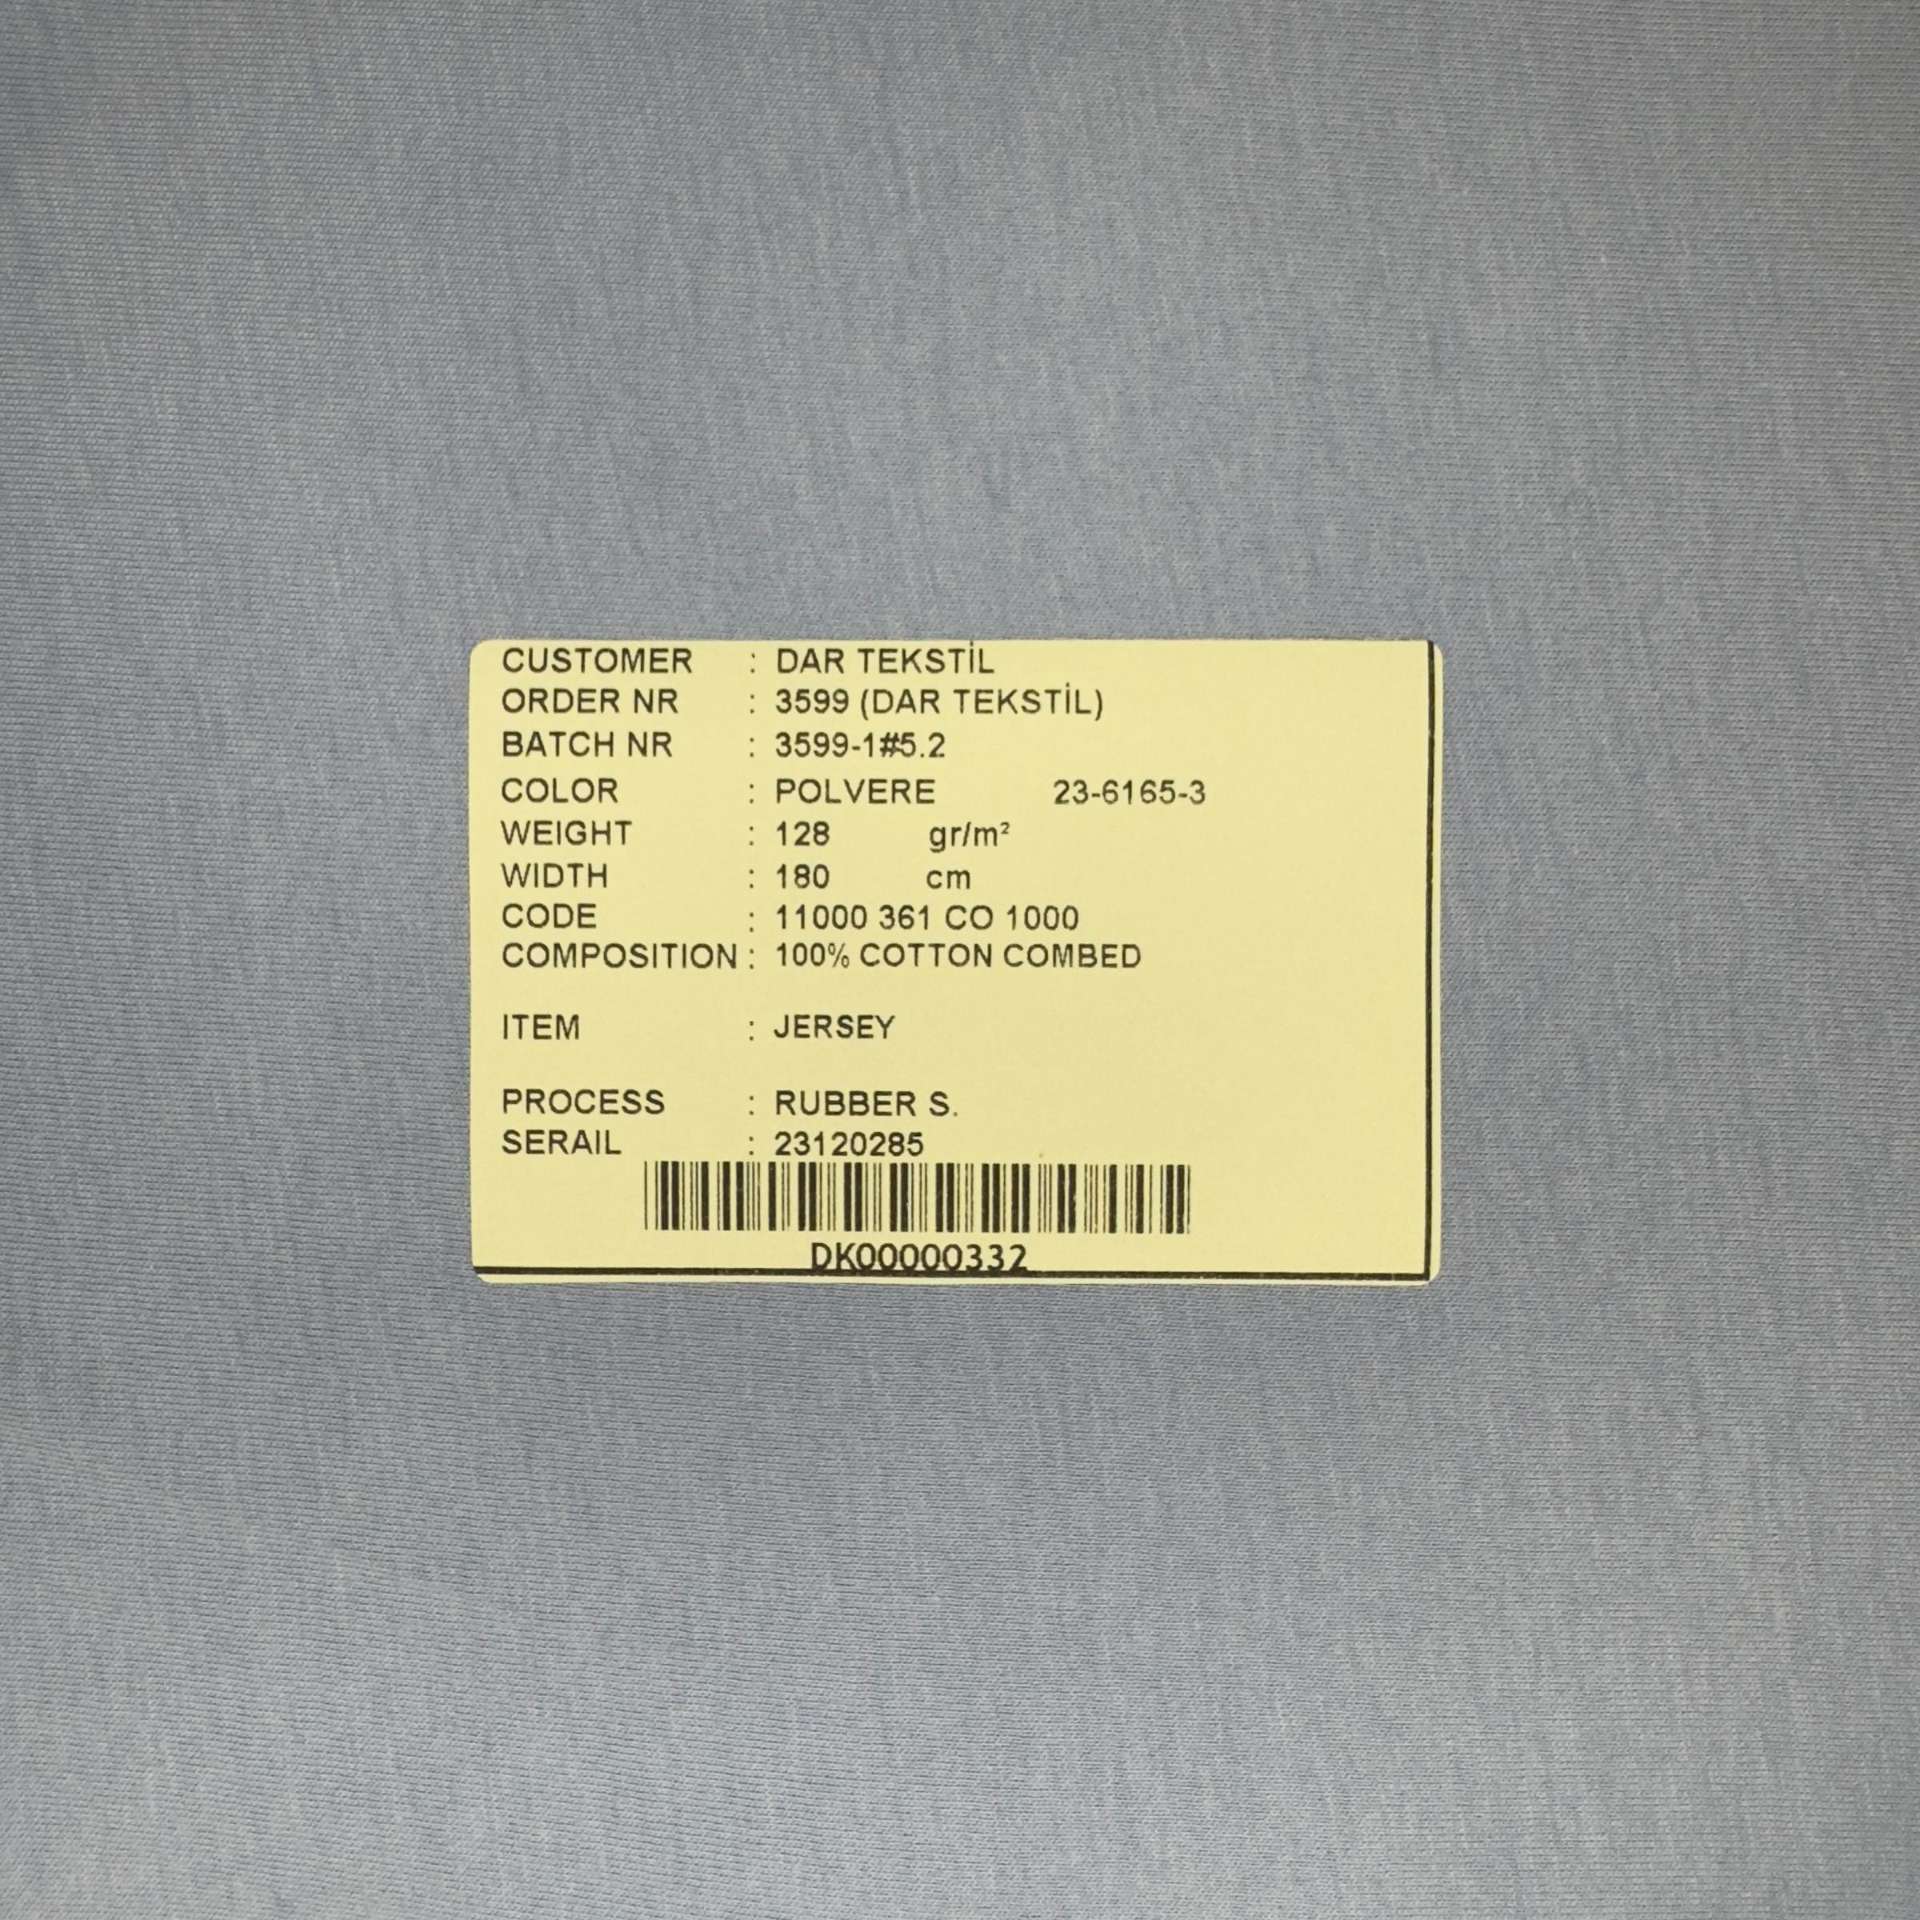 CUSTOMER : DAR TEKSTİL
ORDER NR : 3599 (DAR TEKSTİL)
BATCH NR : 3599-1#5.2
COLOR : POLVERE 23-6165-3
WEIGHT : 128 gr/m²
WIDTH : 180 cm
CODE : 11000 361 CO 1000
COMPOSITION : 100% COTTON COMBED
ITEM : JERSEY
PROCESS : RUBBER S.
SERAIL : 23120285
DK00000332